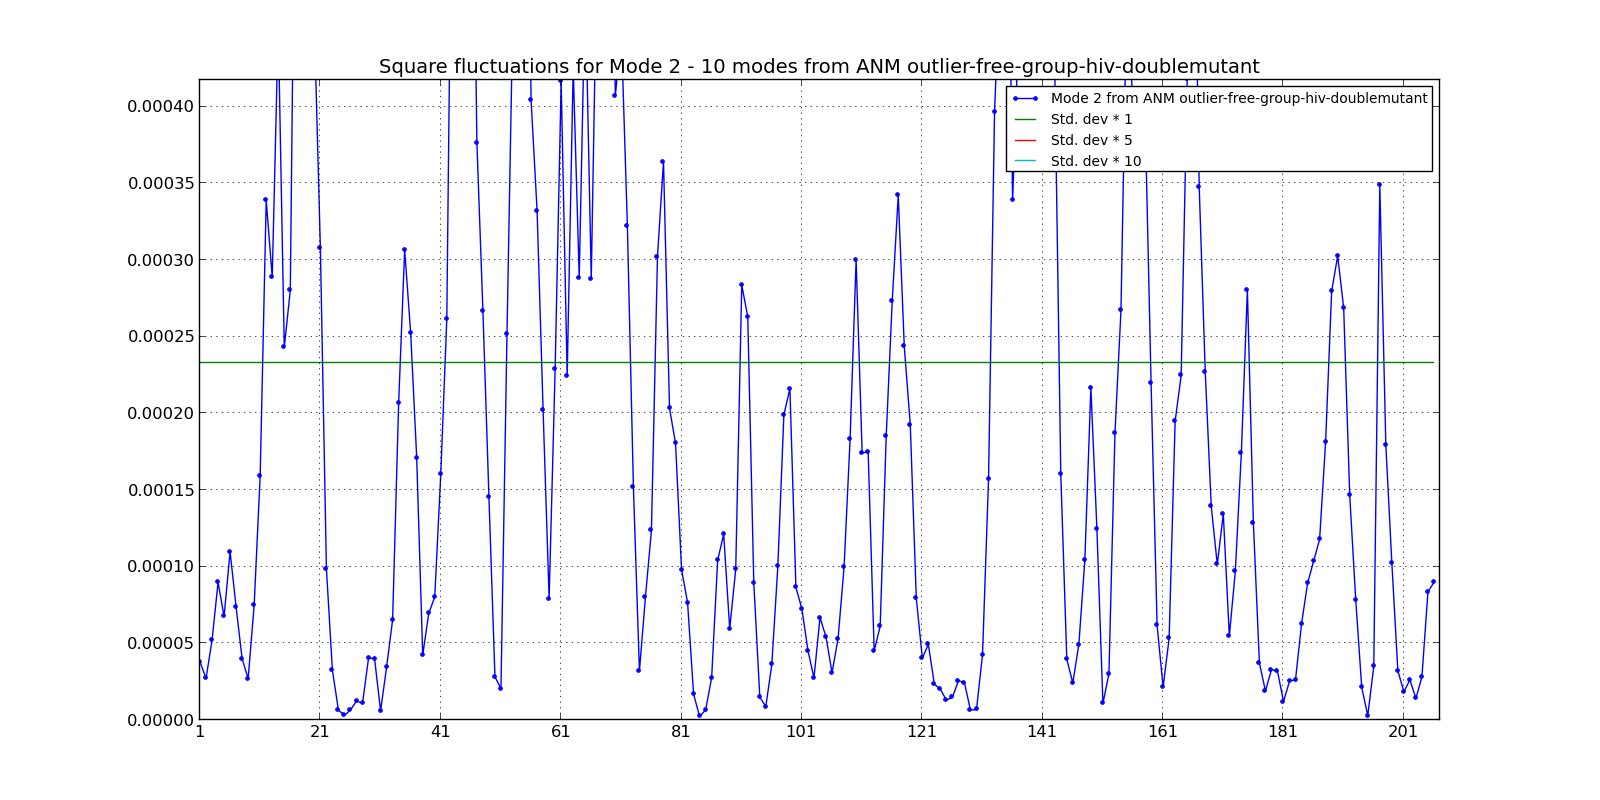 Square fluctuations for Mode 2 - 10 modes from ANM outlier-free-group-hiv-doublemutant
Mode 2 from ANM outlier-free-group-hiv-doublemutant
Std. dev * 1
Std. dev * 5
Std. dev * 10
0.00040
0.00035
0.00030
0.00025
0.00020
0.00015
0.00010
0.00005
0.00000
1 21 41 61 81 101 121 141 161 181 201